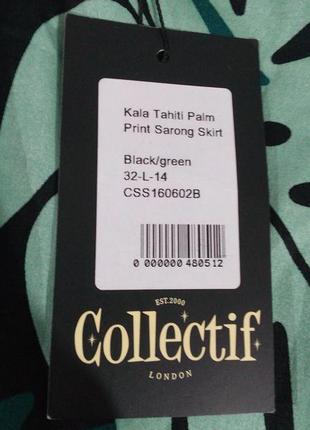 Kala Tahiti Palm
Print Sarong Skirt
Black/green
32-L-14
CSS160602B
0 000000 480512
EST.2000
Collectif
LONDON